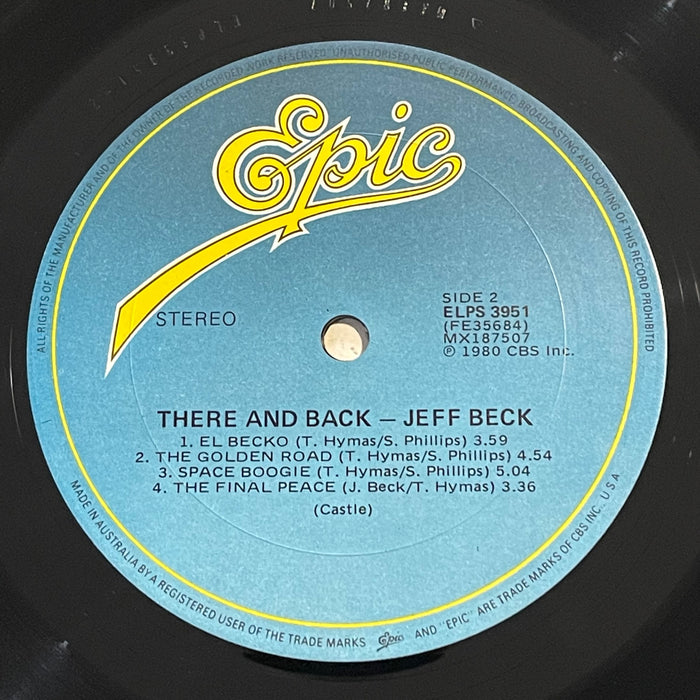 ALL RIGHTS OF THE MANUFACTURER AND OF THE OWNER OF THE RECORDED WORK RESERVED UNAUTHORISED PUBLIC PERFORMANCE, BROADCASTING AND COPYING OF THIS RECORD PROHIBITED
Epic
STEREO
SIDE 2
ELPS 3951
(FE35684)
MX187507
℗ 1980 CBS Inc.
THERE AND BACK – JEFF BECK
1. EL BECKO (T. Hymas/S. Phillips) 3.59
2. THE GOLDEN ROAD (T. Hymas/S. Phillips) 4.54
3. SPACE BOOGIE (T. Hymas/S. Phillips) 5.04
4. THE FINAL PEACE (J. Beck/T. Hymas) 3.36
(Castle)
MADE IN AUSTRALIA BY A REGISTERED USER OF THE TRADE MARKS Epic AND "EPIC" ARE TRADE MARKS OF CBS INC., U S A